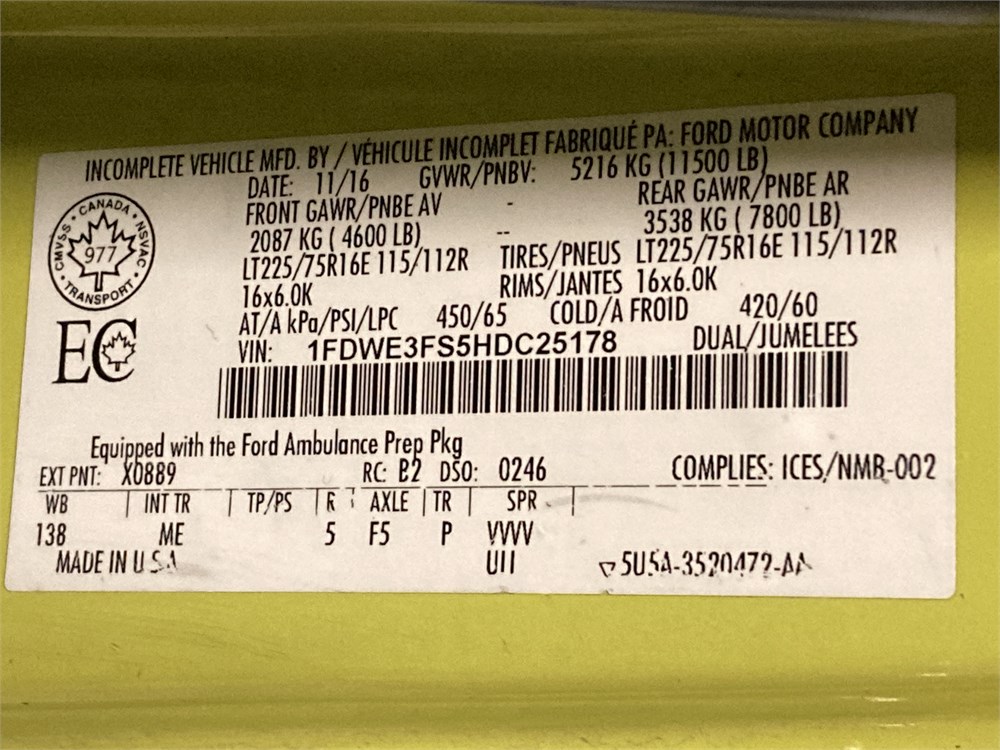 INCOMPLETE VEHICLE MFD. BY / VÉHICULE INCOMPLET FABRIQUÉ PA: FORD MOTOR COMPANY
DATE: 11/16 GVWR/PNBV: 5216 KG (11500 LB)
FRONT GAWR/PNBE AV - REAR GAWR/PNBE AR
2087 KG ( 4600 LB) -- 3538 KG ( 7800 LB)
LT225/75R16E 115/112R TIRES/PNEUS LT225/75R16E 115/112R
16x6.0K RIMS/JANTES 16x6.0K
AT/A kPa/PSI/LPC 450/65 COLD/A FROID 420/60
VIN: 1FDWE3FS5HDC25178 DUAL/JUMELEES
CANADA
CMVSS 977 NSVAC
TRANSPORT
EC
Equipped with the Ford Ambulance Prep Pkg
EXT PNT: X0889 RC: B2 DSO: 0246 COMPLIES: ICES/NMB-002
WB | INT TR | TP/PS | R | AXLE | TR | SPR |
138 ME 5 F5 P VVVV
MADE IN U.S.A UII 5U5A-3520472-AA